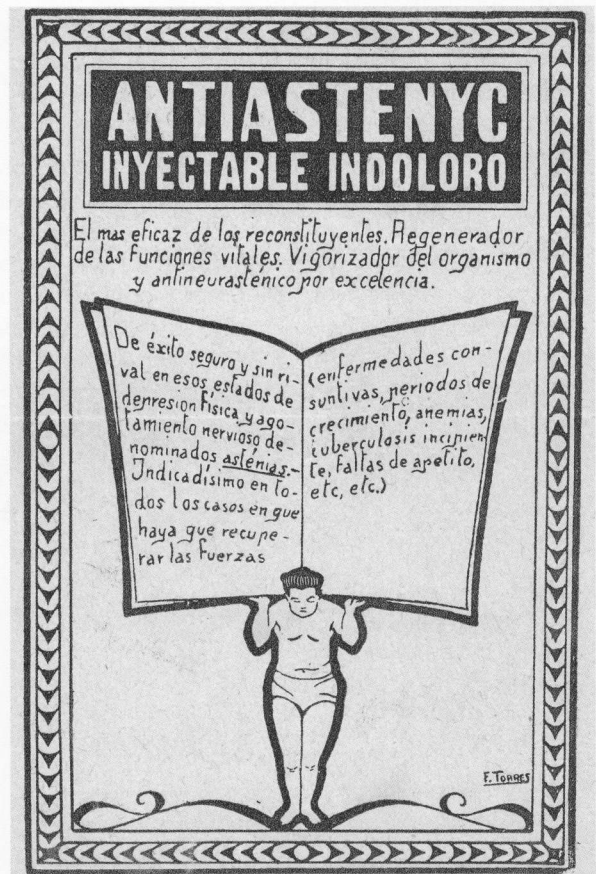 ANTIASTENYC
INYECTABLE INDOLORO
El mas eficaz de los reconstituyentes. Regenerador
de las funciones vitales. Vigorizador del organismo
y antineurasténico por excelencia.
De éxito seguro y sin ri-
val en esos estados de
depresion física y ago-
tamiento nervioso de-
nominados asténias.-
Indicadísimo en to-
dos los casos en que
haya que recupe-
rar las fuerzas
(enfermedades con-
suntivas, periodos de
crecimiento, anemias,
tuberculosis incipien-
te, faltas de apetito,
etc, etc.)
F. TORRES